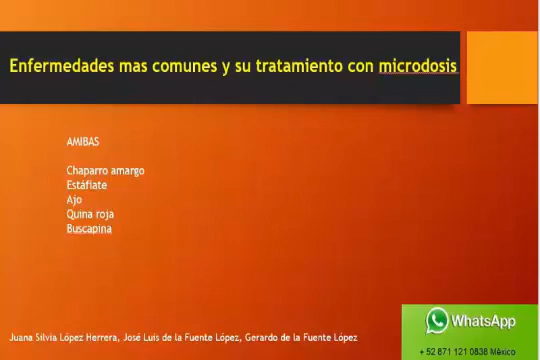 Enfermedades mas comunes y su tratamiento con microdosis
AMIBAS
Chaparro amargo
Estáfiate
Ajo
Quina roja
Buscapina
Juana Silvia López Herrera, José Luis de la Fuente López, Gerardo de la Fuente López
WhatsApp
+ 52 871 121 0838 México